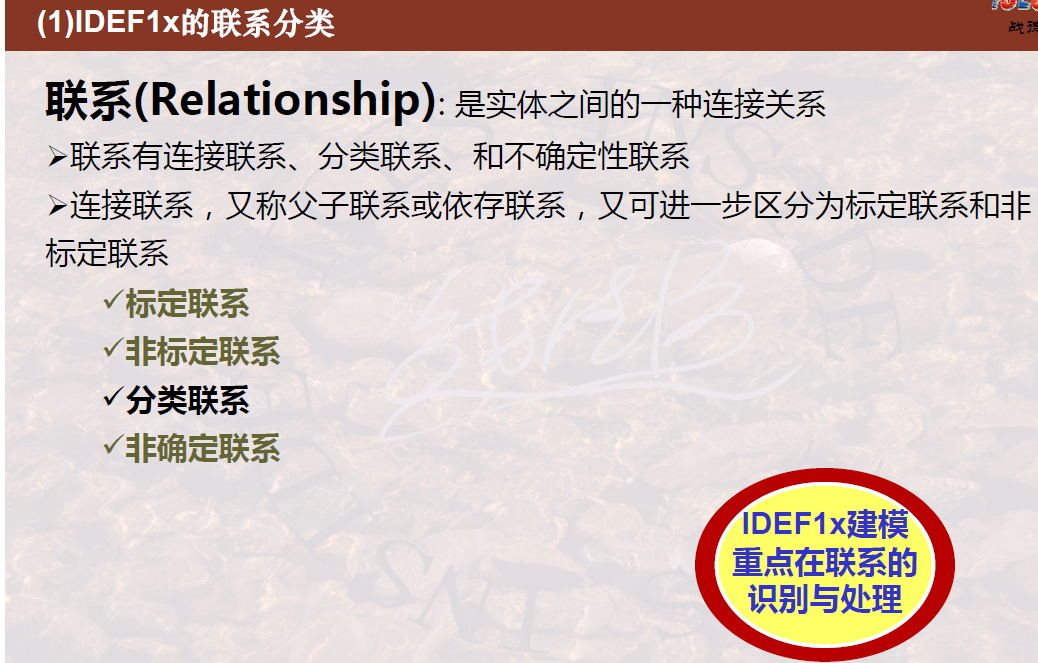 (1)IDEF1x的联系分类
联系(Relationship): 是实体之间的一种连接关系
➢联系有连接联系、分类联系、和不确定性联系
➢连接联系，又称父子联系或依存联系，又可进一步区分为标定联系和非
标定联系
✓标定联系
✓非标定联系
✓分类联系
✓非确定联系
IDEF1x建模
重点在联系的
识别与处理